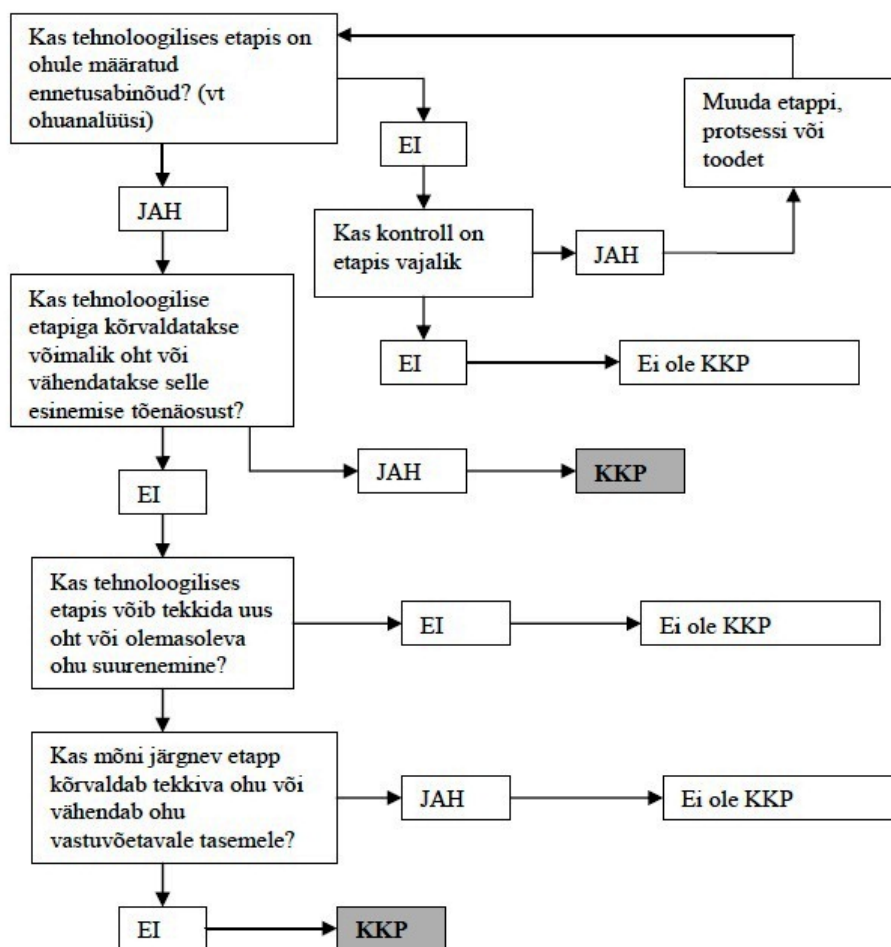 Kas tehnoloogilises etapis on
ohule määratud
ennetusabinõud? (vt
ohuanalüüsi)
Muuda etappi,
protsessi või
toodet
EI
JAH
Kas kontroll on
etapis vajalik
JAH
Kas tehnoloogilise
etapiga kõrvaldatakse
võimalik oht või
vähendatakse selle
esinemise tõenäosust?
EI
Ei ole KKP
JAH
KKP
EI
Kas tehnoloogilises
etapis võib tekkida uus
oht või olemasoleva
ohu suurenemine?
EI
Ei ole KKP
Kas mõni järgnev etapp
kõrvaldab tekkiva ohu või
vähendab ohu
vastuvõetavale tasemele?
JAH
Ei ole KKP
EI
KKP